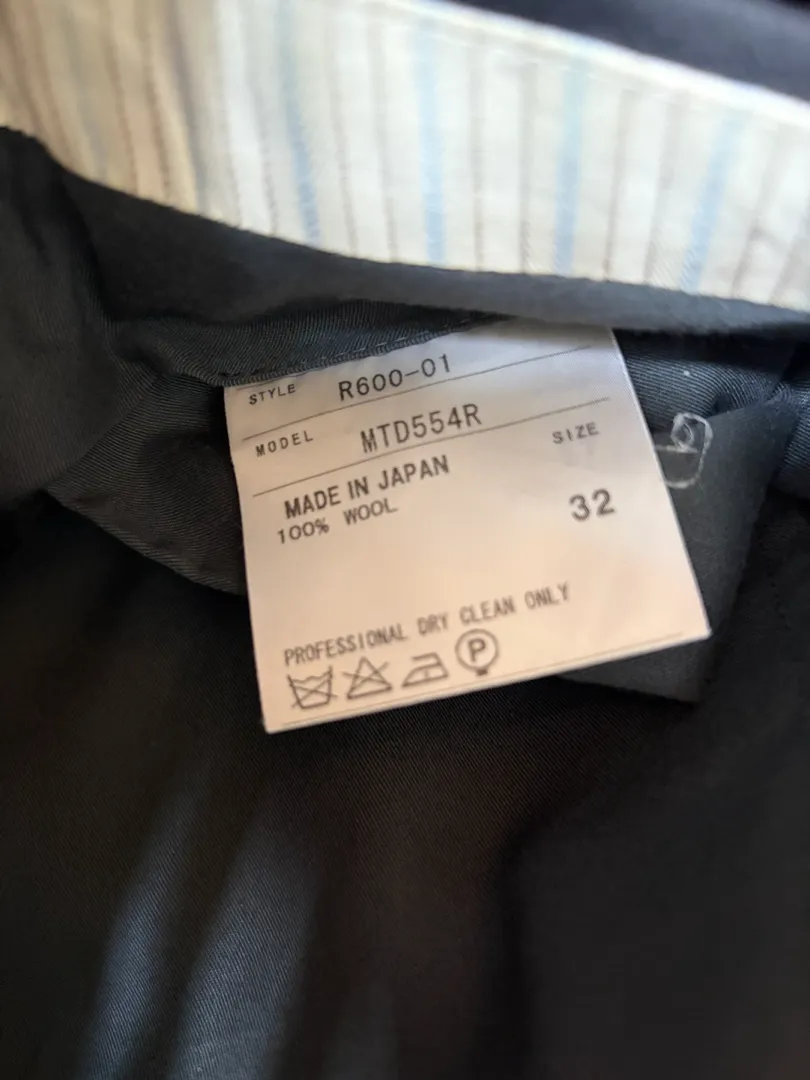 STYLE R600-01
MODEL MTD554R
SIZE
MADE IN JAPAN
100% WOOL
32
PROFESSIONAL DRY CLEAN ONLY
P